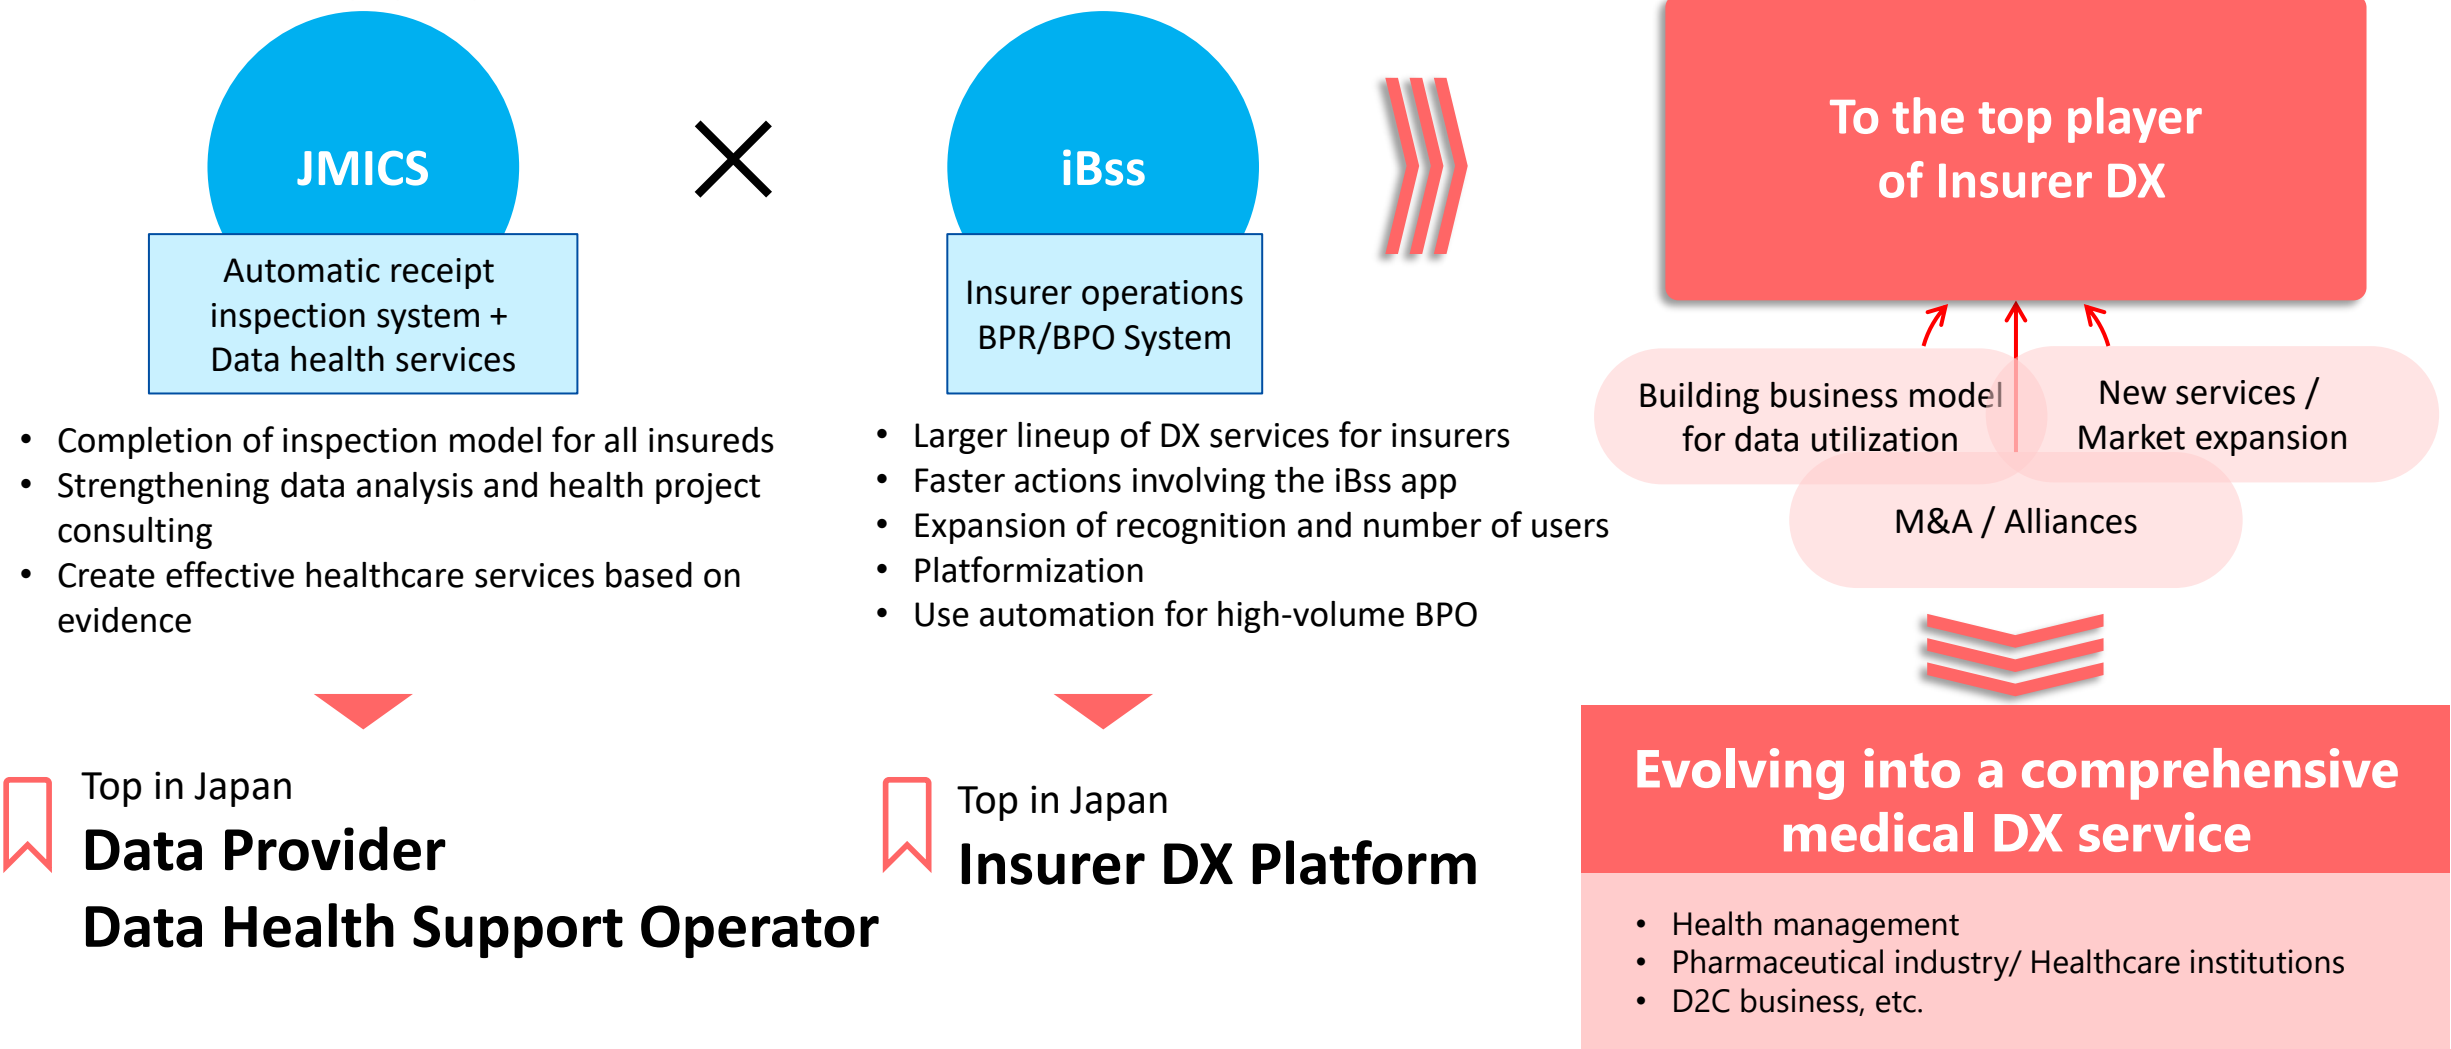 JMICS
Automatic receipt
inspection system +
Data health services
• Completion of inspection model for all insureds
• Strengthening data analysis and health project
consulting
• Create effective healthcare services based on
evidence
Top in Japan
Data Provider
Data Health Support Operator
iBss
Insurer operations
BPR/BPO System
• Larger lineup of DX services for insurers
• Faster actions involving the iBss app
• Expansion of recognition and number of users
• Platformization
• Use automation for high-volume BPO
Top in Japan
Insurer DX Platform
To the top player
of Insurer DX
Building business model
for data utilization
New services /
Market expansion
M&A / Alliances
Evolving into a comprehensive
medical DX service
• Health management
• Pharmaceutical industry/ Healthcare institutions
• D2C business, etc.